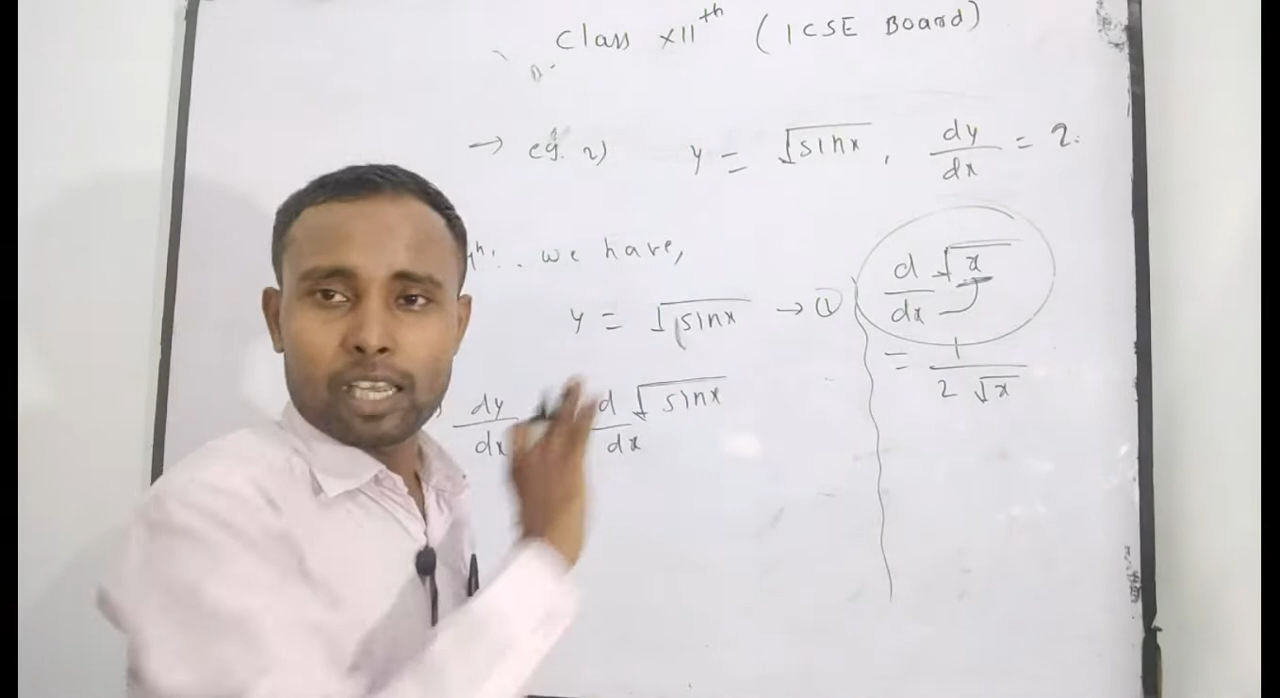 Class XIIth (ICSE Board)
→ eg. 2) y = √sinx, dy/dx = ?
we have,
y = √sinx → ①
dy/dx d/dx √sinx
d/dx √x
= 1/2√x